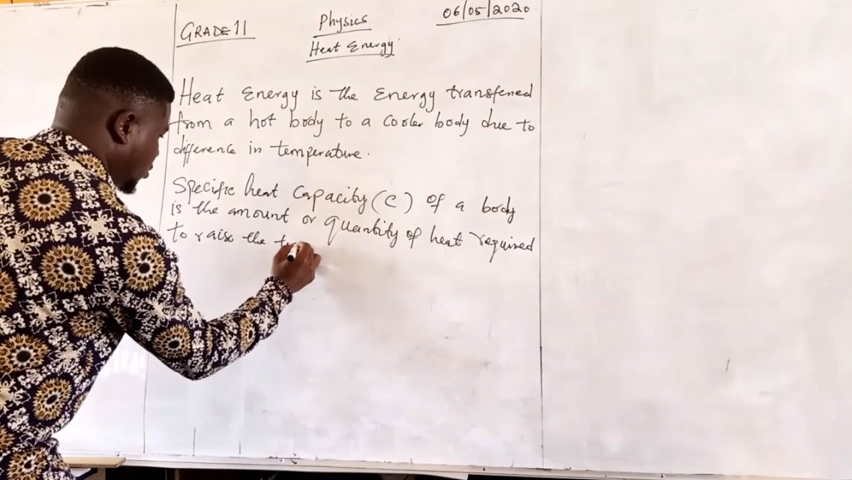 GRADE 11
Physics
06/05/2020
Heat Energy
Heat Energy is the Energy transferred
from a hot body to a cooler body due to
difference in temperature.
Specific heat capacity (C) of a body
is the amount or quantity of heat required
to raise the